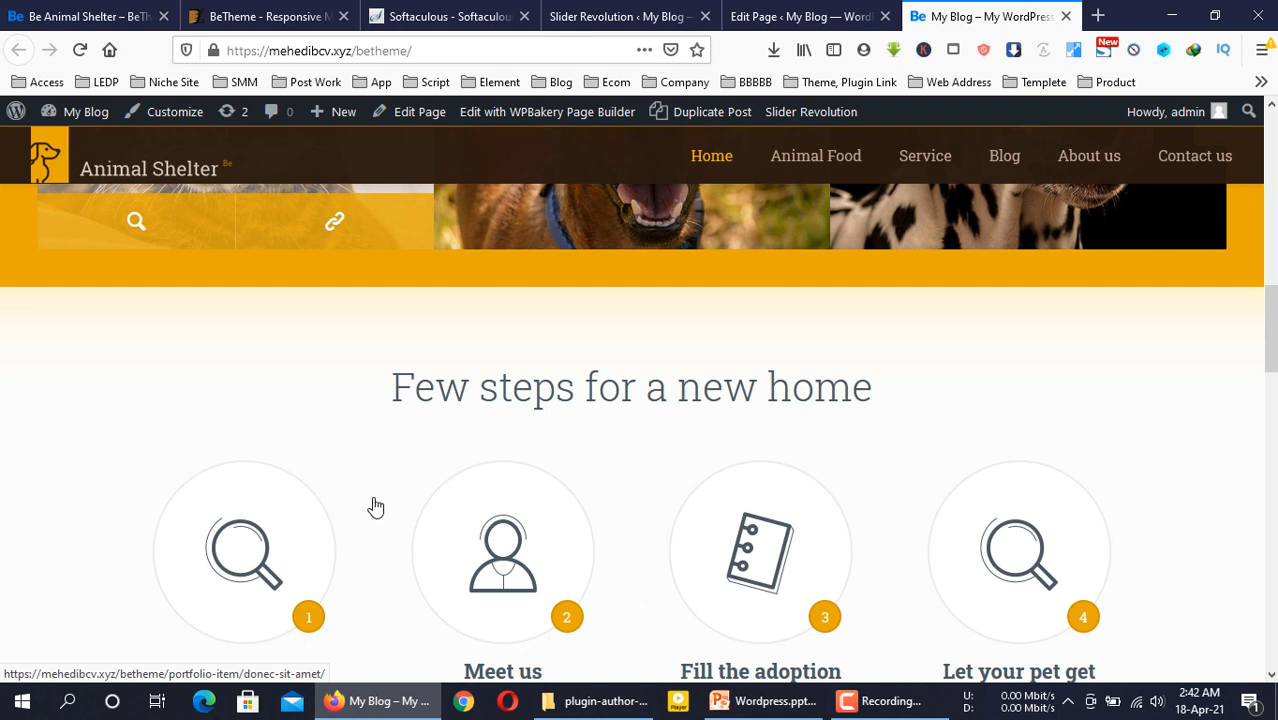 Be Animal Shelter – BeTh
BeTheme - Responsive M
Softaculous - Softaculou
Slider Revolution ‹ My Blog —
Edit Page ‹ My Blog — Word
My Blog – My WordPress
https://mehedibcv.xyz/betheme/
New
IQ
Access
LEDP
Niche Site
SMM
Post Work
App
Script
Element
Blog
Ecom
Company
BBBBB
Theme, Plugin Link
Web Address
Templete
Product
My Blog
Customize
2
0
New
Edit Page
Edit with WPBakery Page Builder
Duplicate Post
Slider Revolution
Howdy, admin
Animal Shelter Be
Home
Animal Food
Service
Blog
About us
Contact us
Few steps for a new home
1
2
3
4
Meet us
Fill the adoption
Let your pet get
https://mehedibcv.xyz/betheme/portfolio-item/donec-sit-amet/
My Blog - My ...
plugin-author-...
Player
Wordpress.ppt...
Recording...
U: 0.00 Mbit/s
D: 0.00 Mbit/s
2:42 AM
18-Apr-21
1